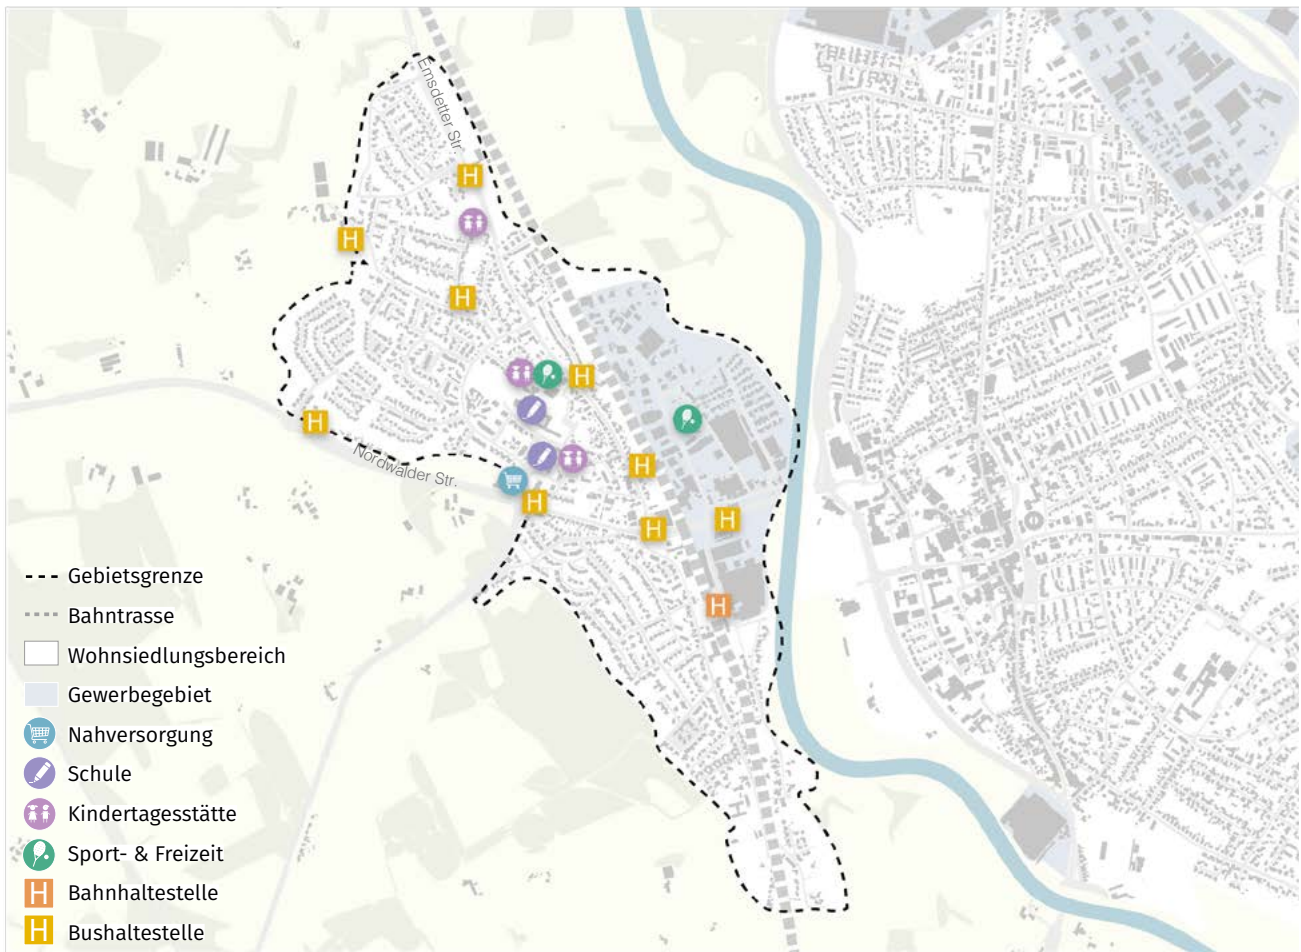 Emsdetter Str.
H
H
H
H
H
Nordwalder Str.
H
H
H
H
H
Gebietsgrenze
Bahntrasse
Wohnsiedlungsbereich
Gewerbegebiet
Nahversorgung
Schule
Kindertagesstätte
Sport- & Freizeit
H Bahnhaltestelle
H Bushaltestelle